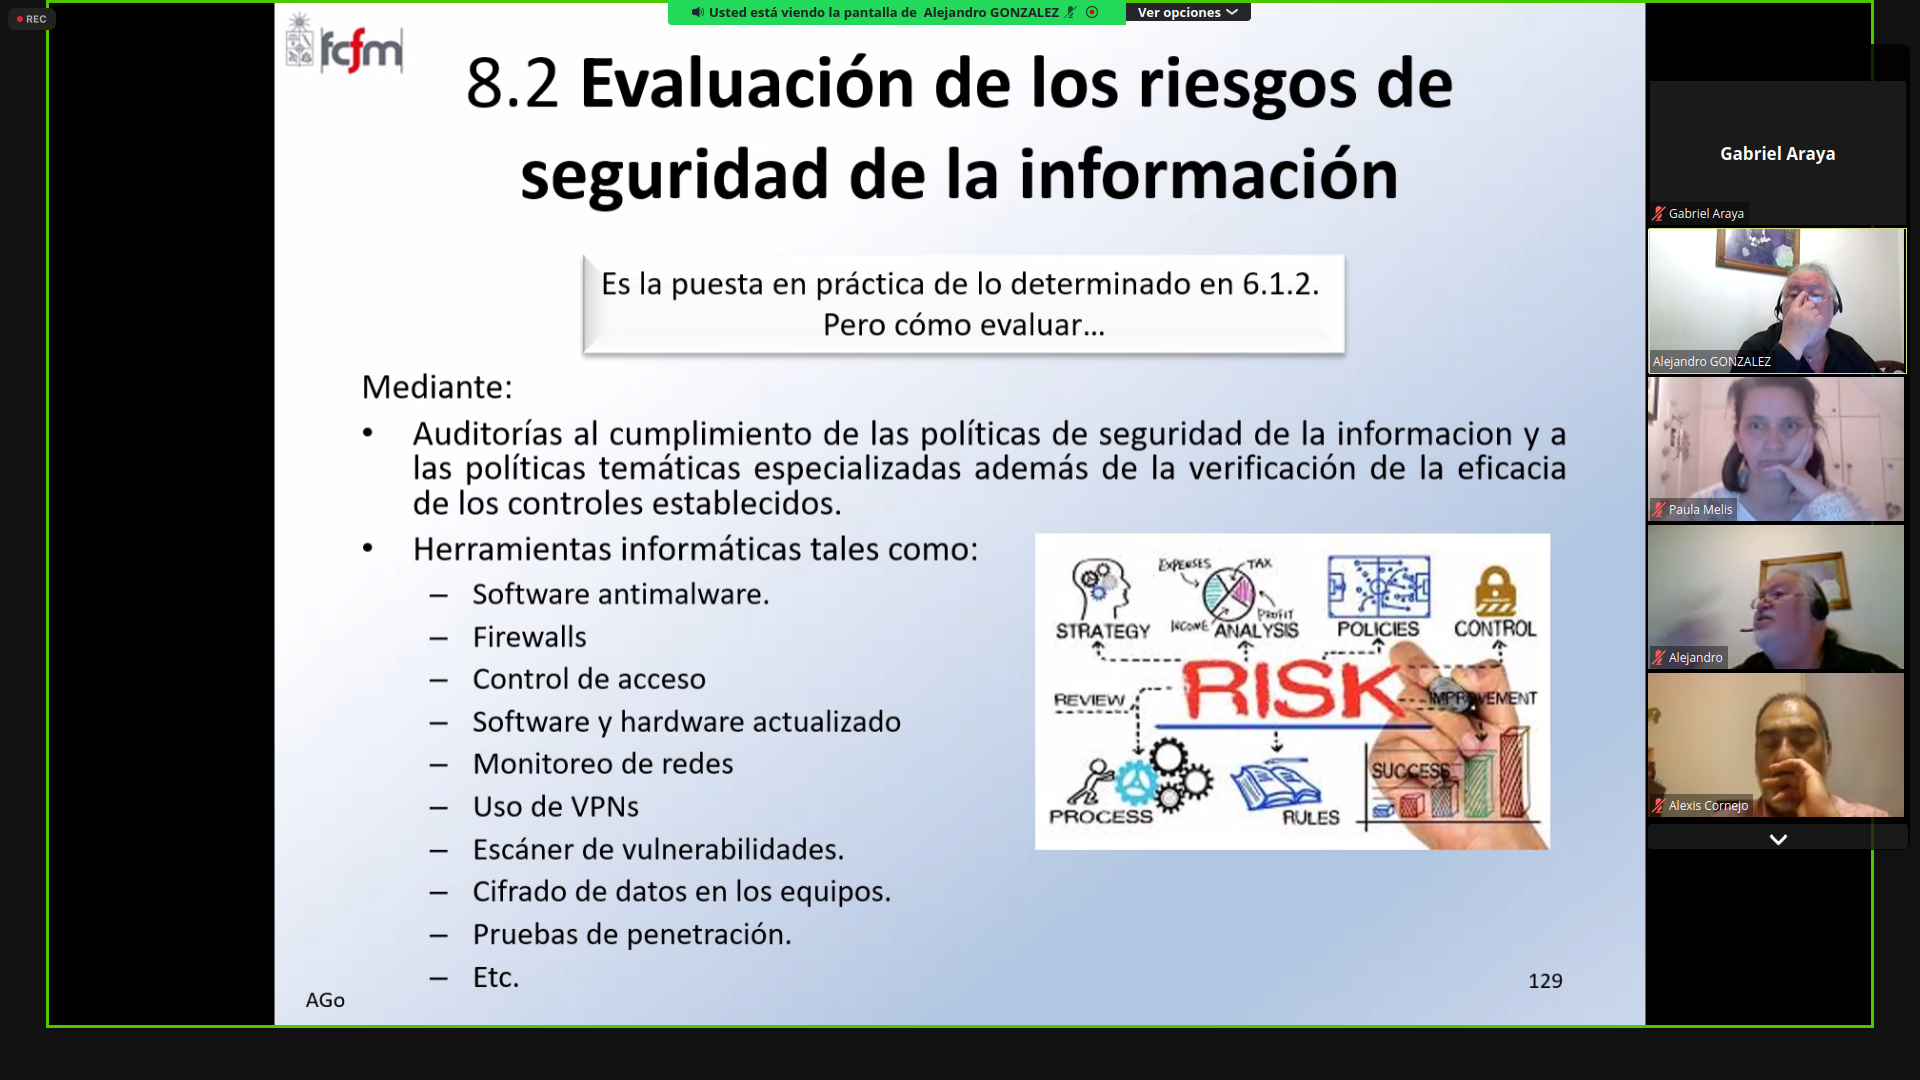 REC
Usted está viendo la pantalla de Alejandro GONZALEZ
Ver opciones
fcfm
8.2 Evaluación de los riesgos de
seguridad de la información
Es la puesta en práctica de lo determinado en 6.1.2.
Pero cómo evaluar...
Mediante:
• Auditorías al cumplimiento de las políticas de seguridad de la informacion y a
las políticas temáticas especializadas además de la verificación de la eficacia
de los controles establecidos.
• Herramientas informáticas tales como:
– Software antimalware.
– Firewalls
– Control de acceso
– Software y hardware actualizado
– Monitoreo de redes
– Uso de VPNs
– Escáner de vulnerabilidades.
– Cifrado de datos en los equipos.
– Pruebas de penetración.
– Etc.
EXPENSES
TAX
PROFIT
INCOME
STRATEGY
ANALYSIS
POLICIES
CONTROL
RISK
REVIEW
IMPROVEMENT
SUCCESS
PROCESS
RULES
AGo
129
Gabriel Araya
Gabriel Araya
Alejandro GONZALEZ
Paula Melis
Alejandro
Alexis Cornejo